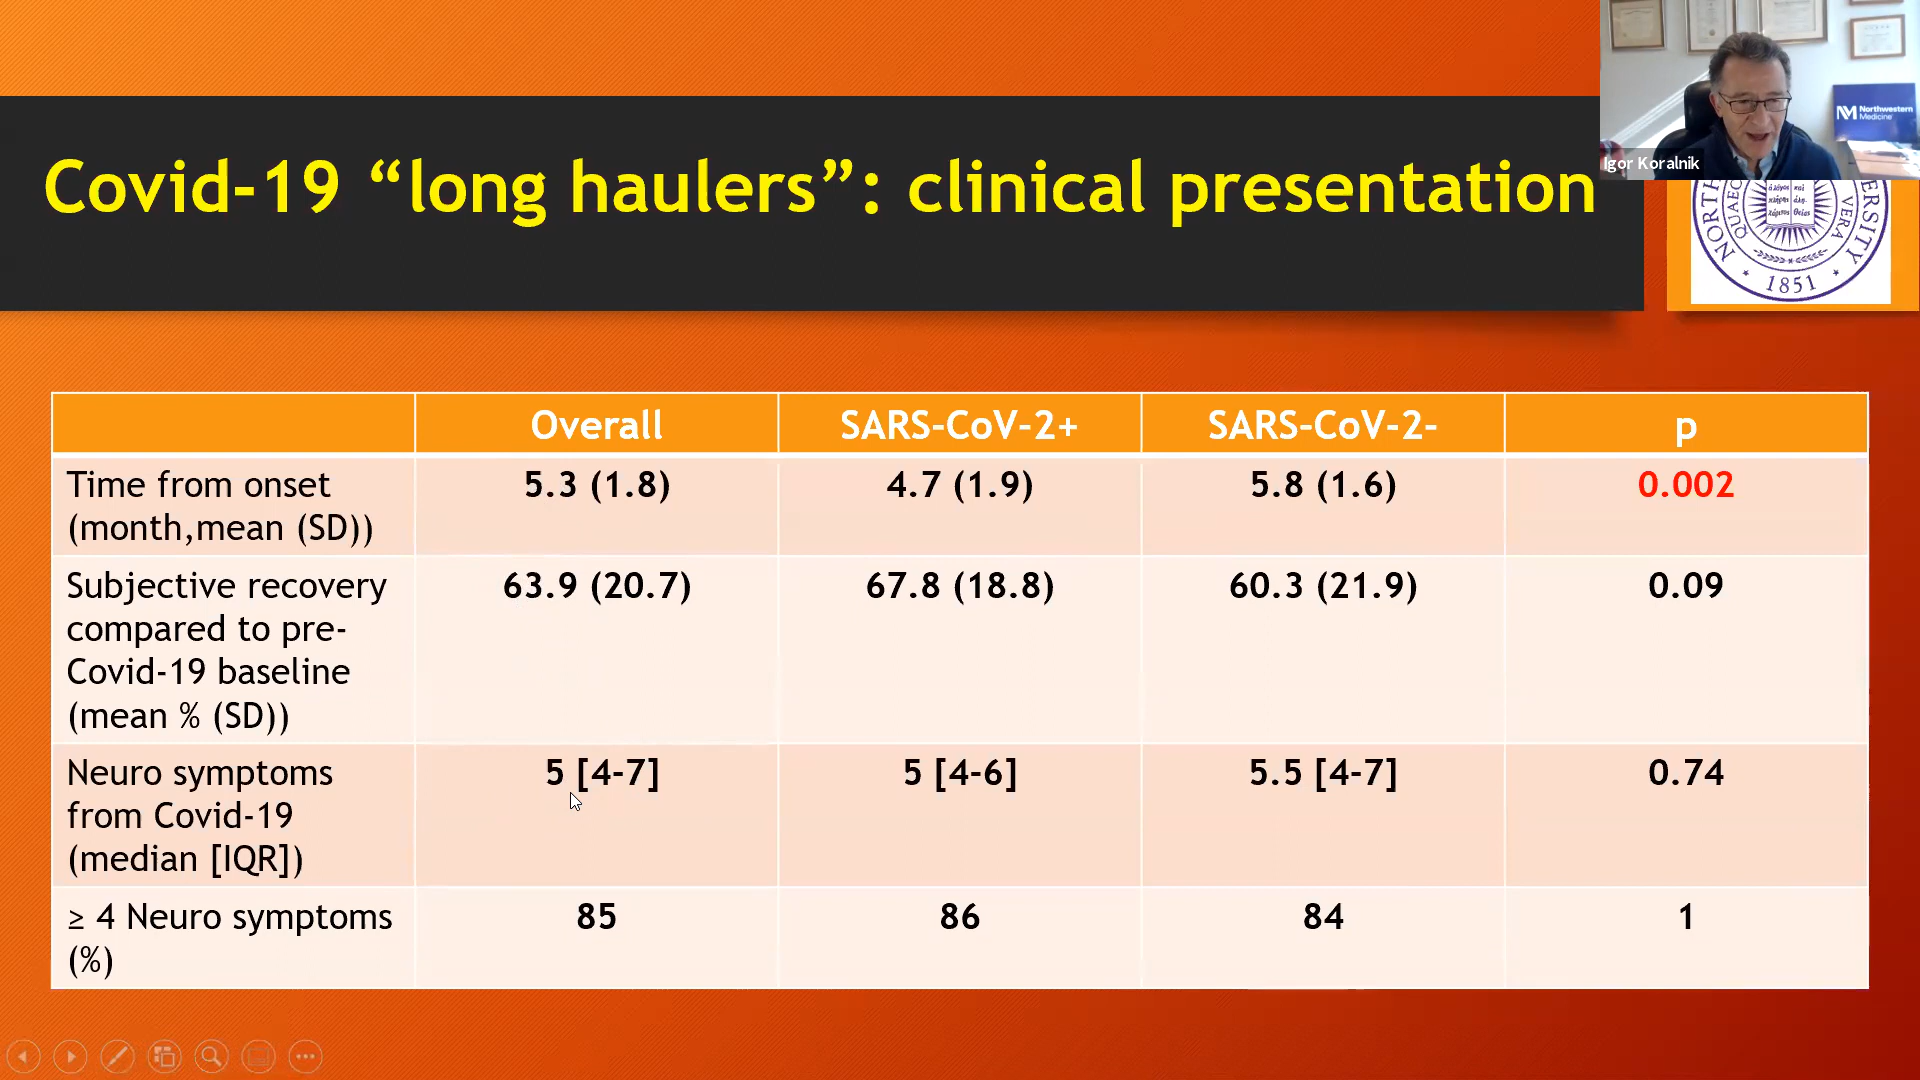 Covid-19 “long haulers”: clinical presentation
Igor Koralnik
Northwestern
Medicine
1851
Overall SARS-CoV-2+ SARS-CoV-2- p
Time from onset 5.3 (1.8) 4.7 (1.9) 5.8 (1.6) 0.002
(month,mean (SD))
Subjective recovery 63.9 (20.7) 67.8 (18.8) 60.3 (21.9) 0.09
compared to pre-
Covid-19 baseline
(mean % (SD))
Neuro symptoms 5 [4-7] 5 [4-6] 5.5 [4-7] 0.74
from Covid-19
(median [IQR])
≥ 4 Neuro symptoms 85 86 84 1
(%)